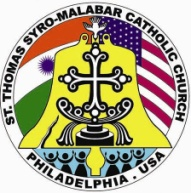 ST. THOMAS SYRO-MALABAR CATHOLIC CHURCH
PHILADELPHIA - USA